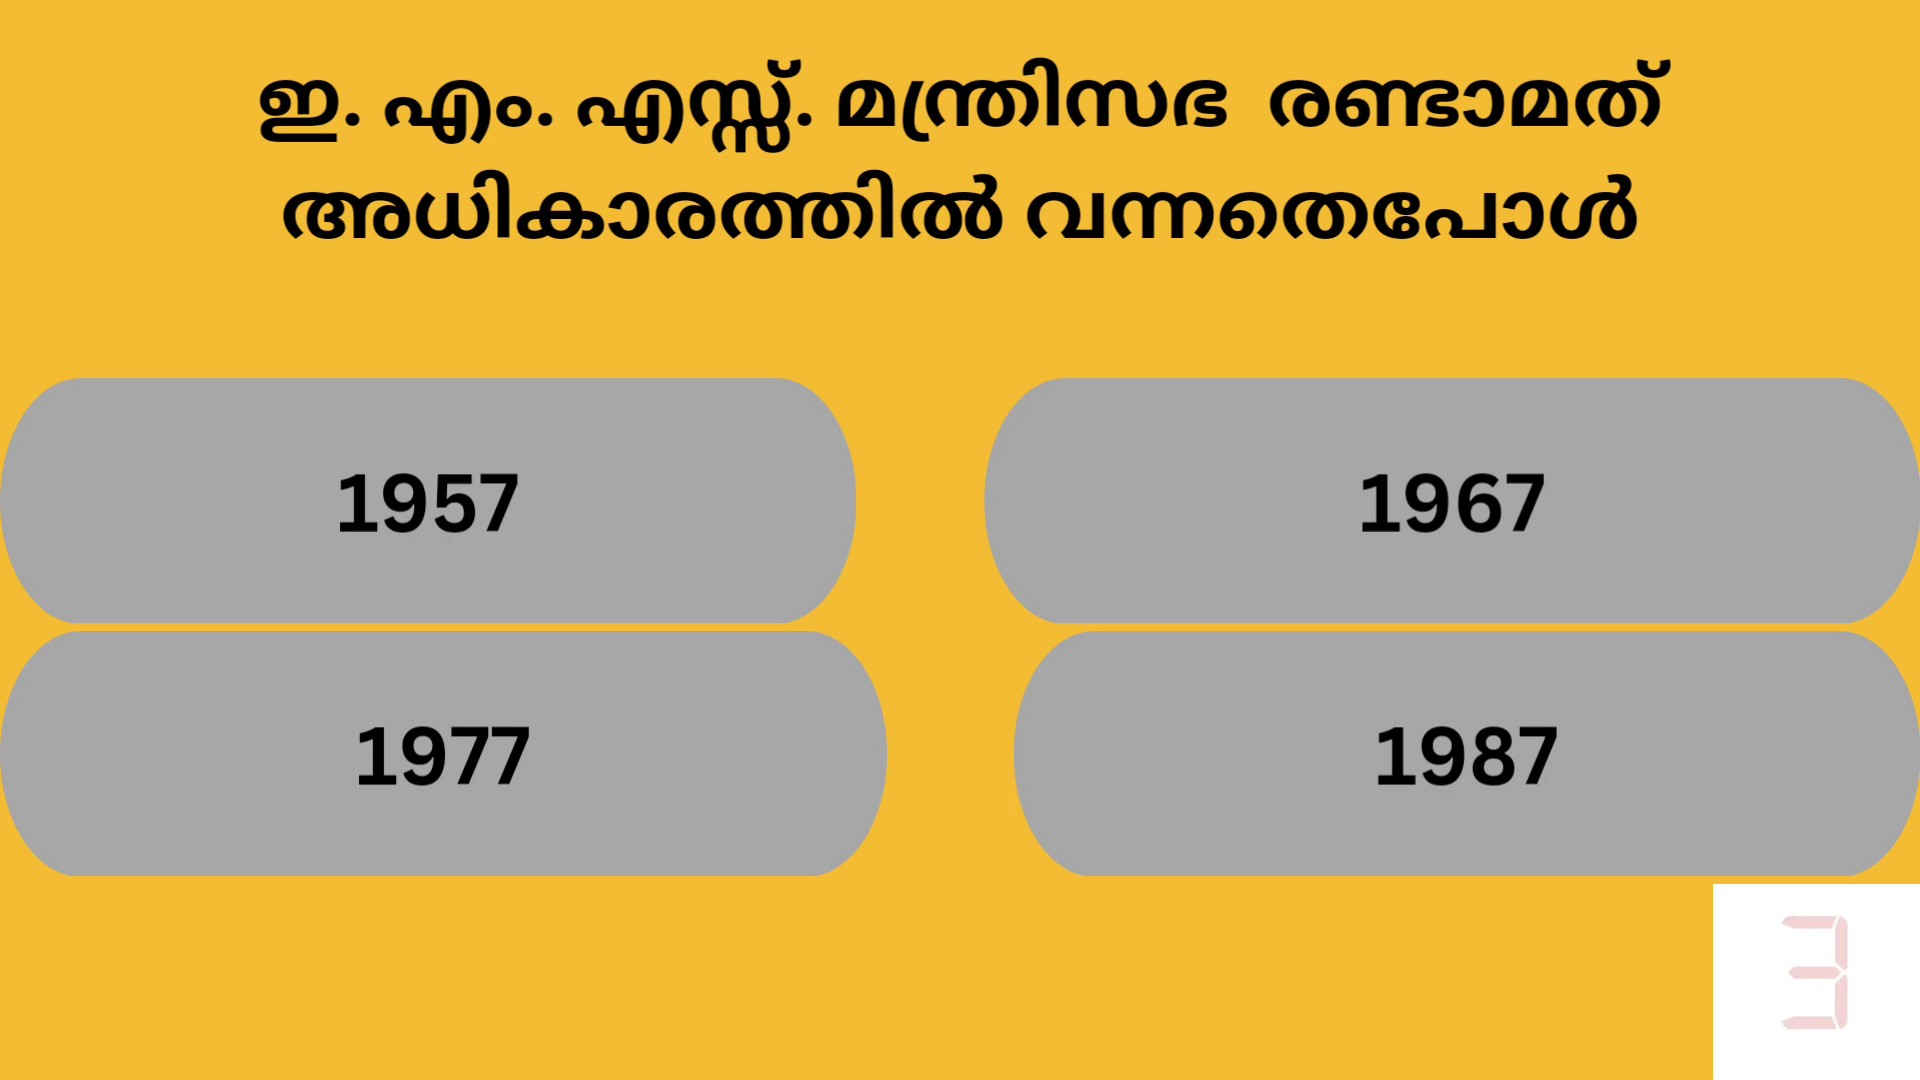 ഇ. എം. എസ്സ്. മന്ത്രിസഭ രണ്ടാമത്
അധികാരത്തിൽ വന്നതെപോൾ
1957
1967
1977
1987
3